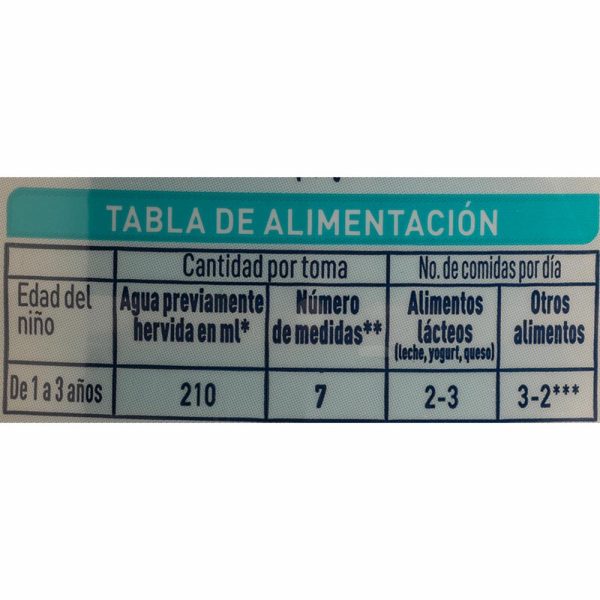 TABLA DE ALIMENTACIÓN
Cantidad por toma
No. de comidas por día
Edad del
niño
Agua previamente
hervida en ml*
Número
de medidas**
Alimentos
lácteos
(leche, yogurt, queso)
Otros
alimentos
De 1 a 3 años
210
7
2-3
3-2***